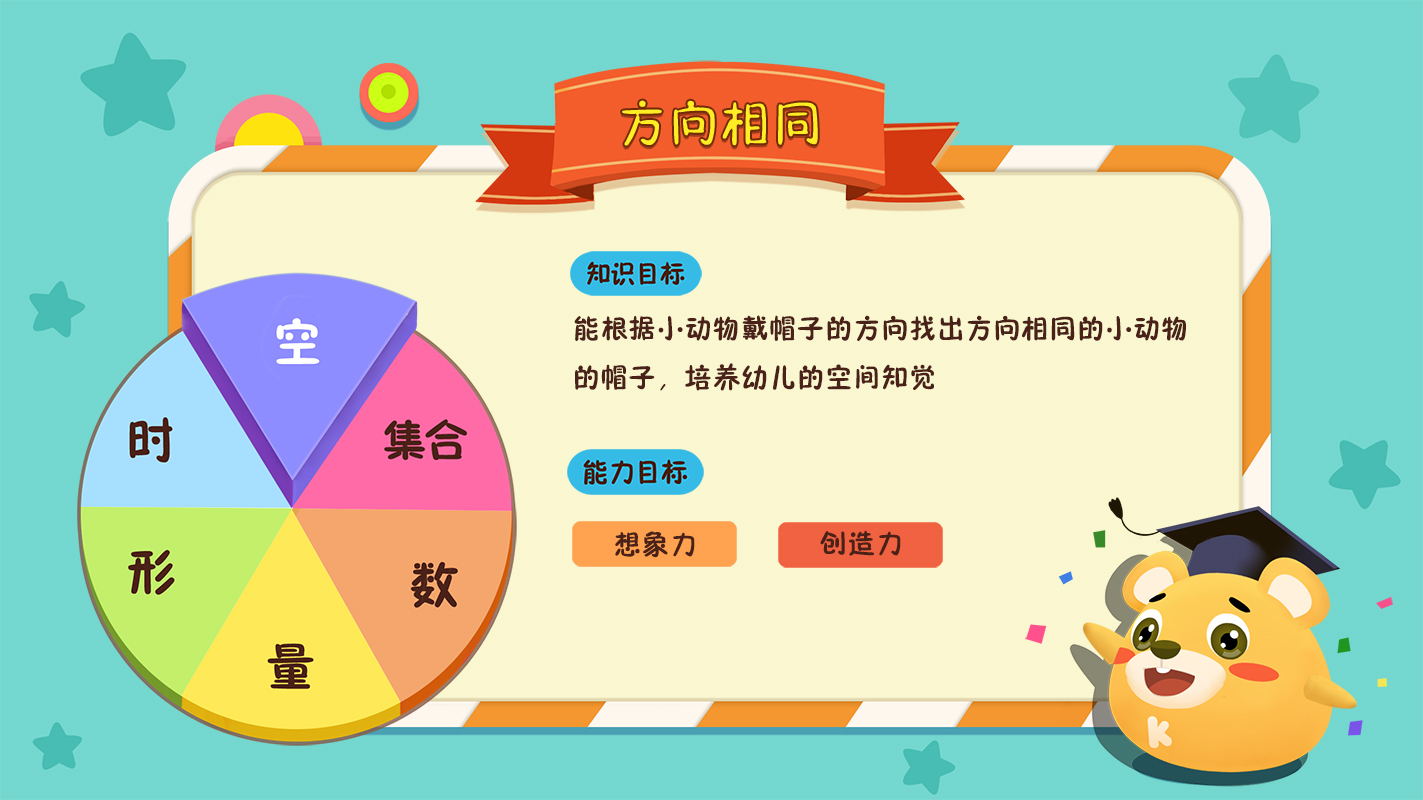 方向相同
知识目标
能根据小动物戴帽子的方向找出方向相同的小动物
的帽子，培养幼儿的空间知觉
能力目标
想象力
创造力
空
时
集合
形
数
量
K